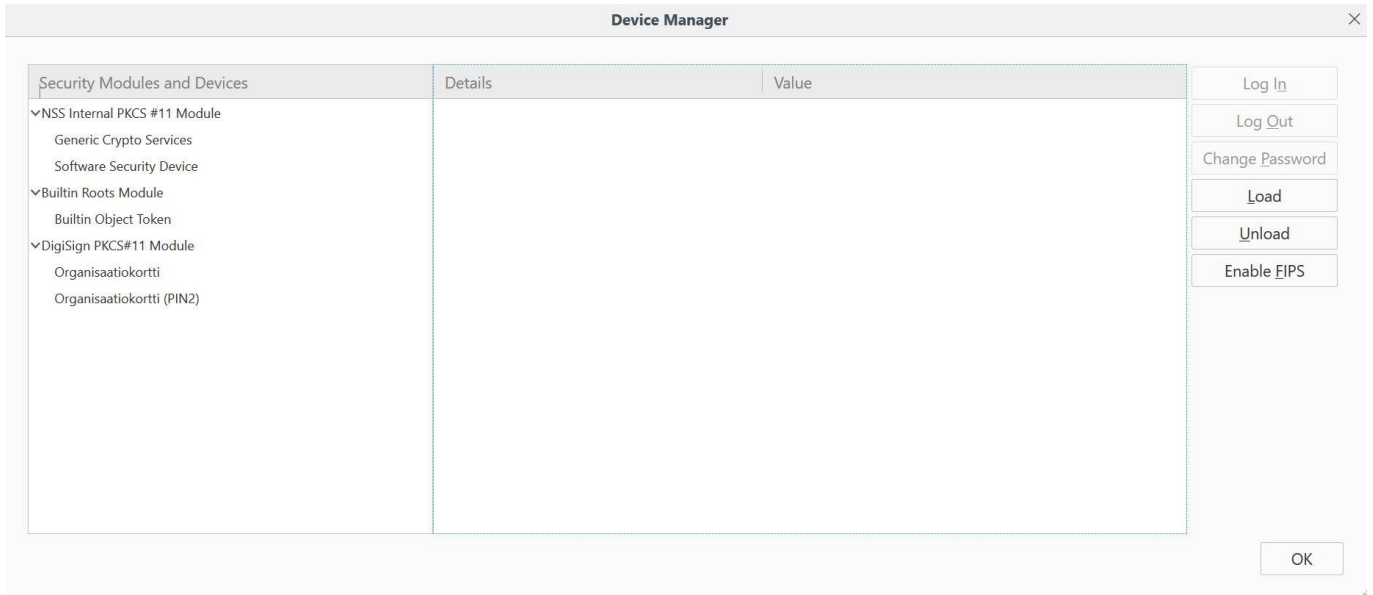 Device Manager
Security Modules and Devices
Details
Value
NSS Internal PKCS #11 Module
Generic Crypto Services
Software Security Device
Builtin Roots Module
Builtin Object Token
DigiSign PKCS#11 Module
Organisaatiokortti
Organisaatiokortti (PIN2)
Log In
Log Out
Change Password
Load
Unload
Enable FIPS
OK